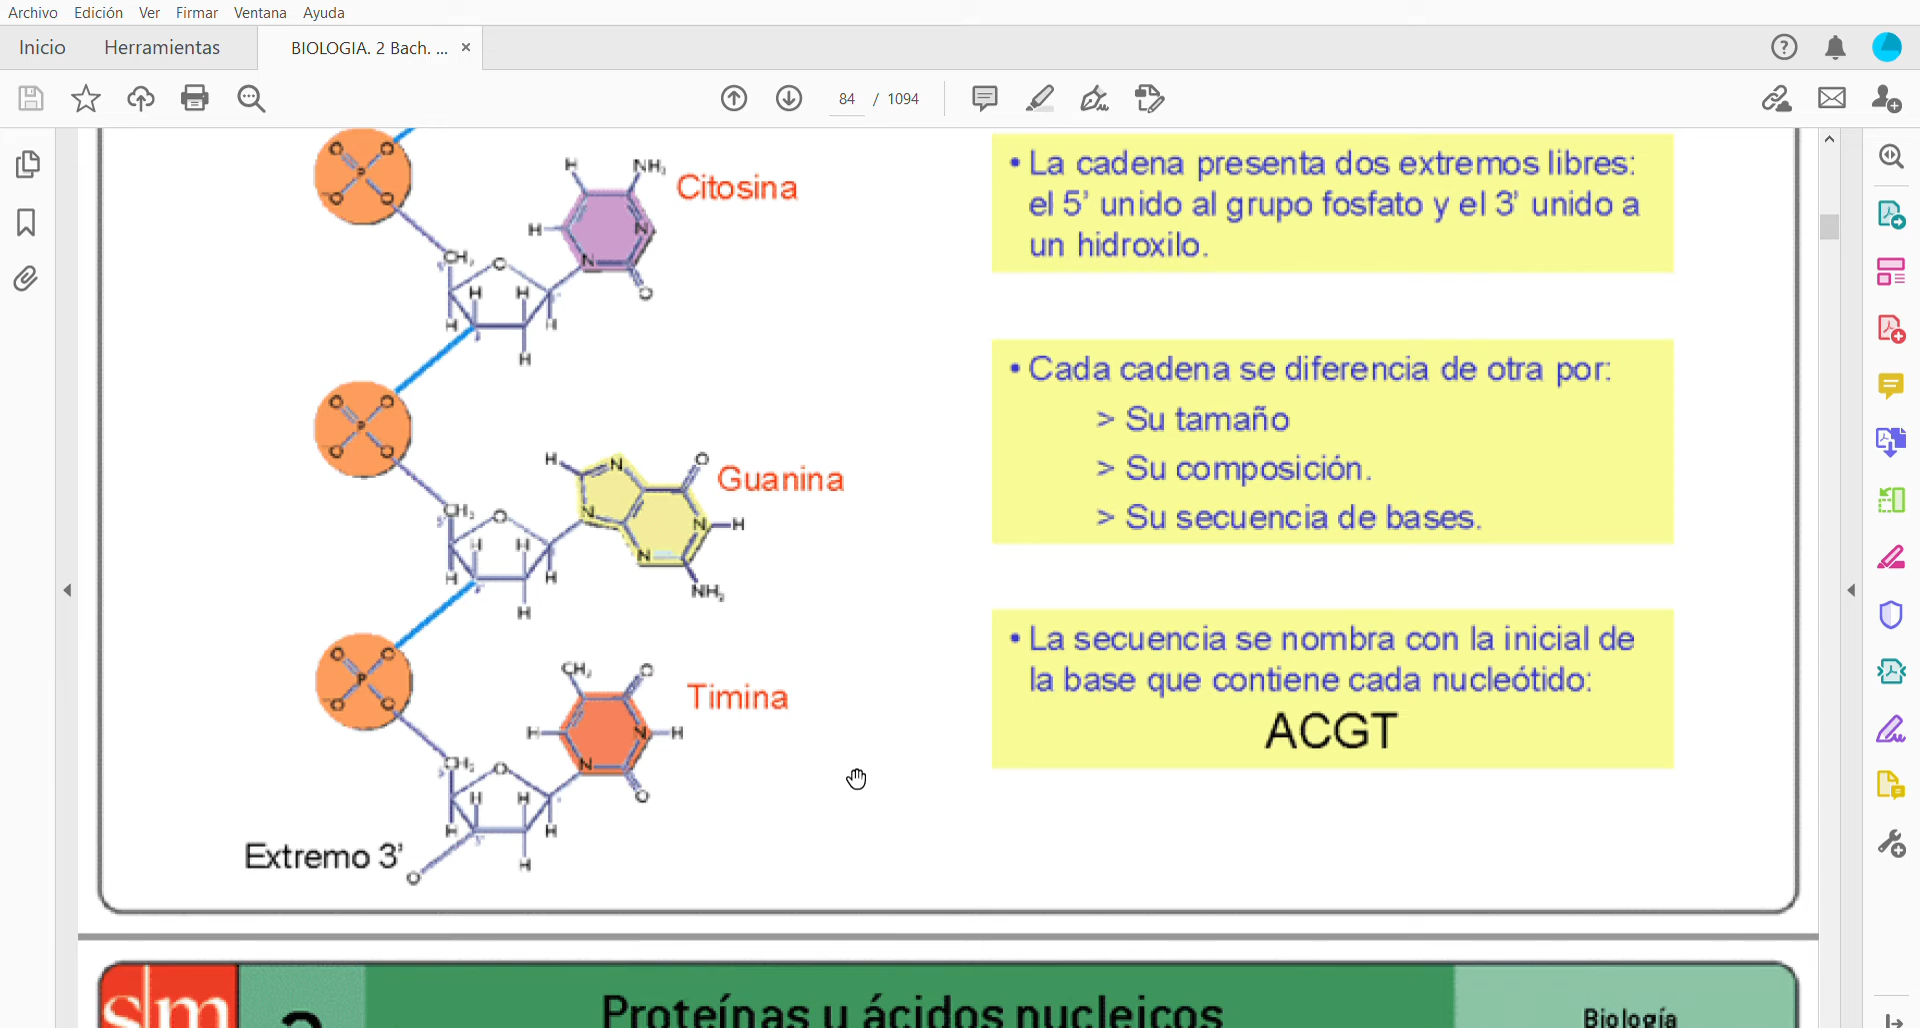 Archivo Edición Ver Firmar Ventana Ayuda
Inicio Herramientas BIOLOGIA. 2 Bach. ... ×
84 / 1094
Citosina
Guanina
Timina
Extremo 3’
• La cadena presenta dos extremos libres:
el 5’ unido al grupo fosfato y el 3’ unido a
un hidroxilo.
• Cada cadena se diferencia de otra por:
> Su tamaño
> Su composición.
> Su secuencia de bases.
• La secuencia se nombra con la inicial de
la base que contiene cada nucleótido:
ACGT
sm
Proteínas y ácidos nucleicos
Biología